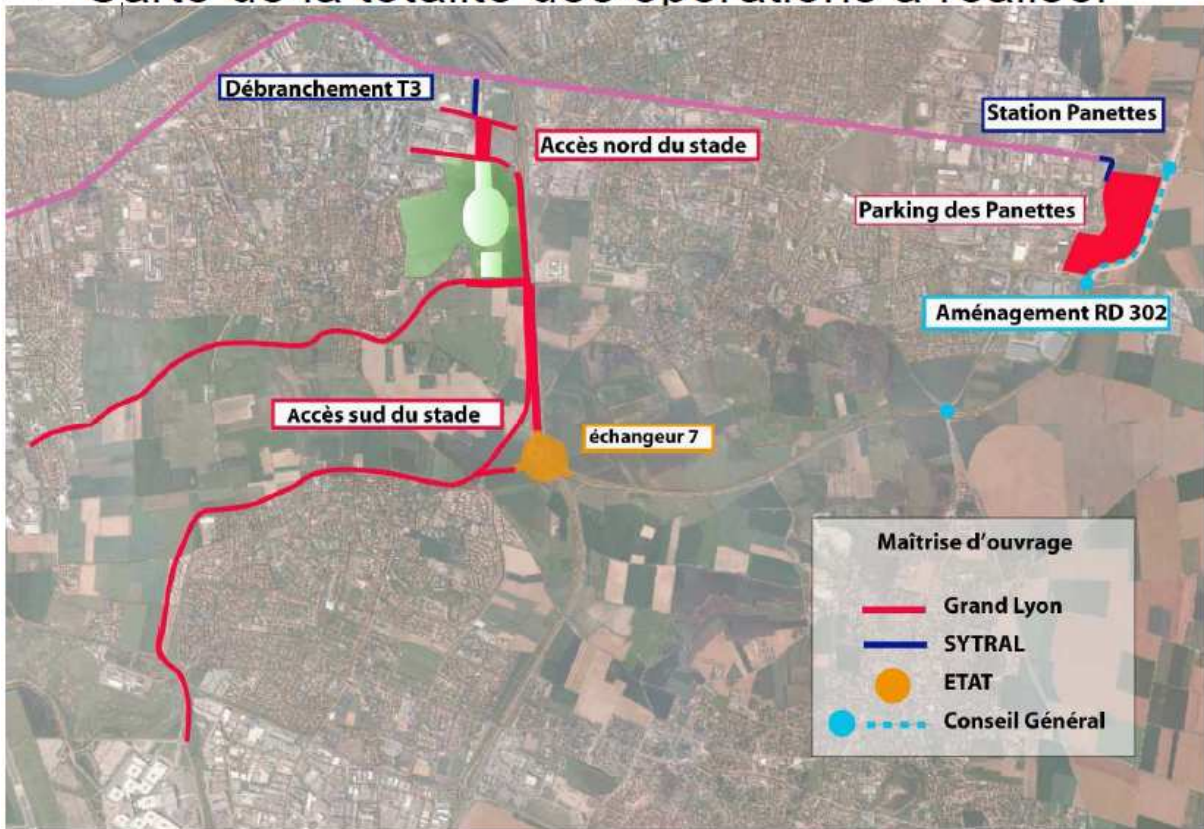 Débranchement T3
Station Panettes
Accès nord du stade
Parking des Panettes
Aménagement RD 302
Accès sud du stade
échangeur 7
Maîtrise d'ouvrage
Grand Lyon
SYTRAL
ETAT
Conseil Général